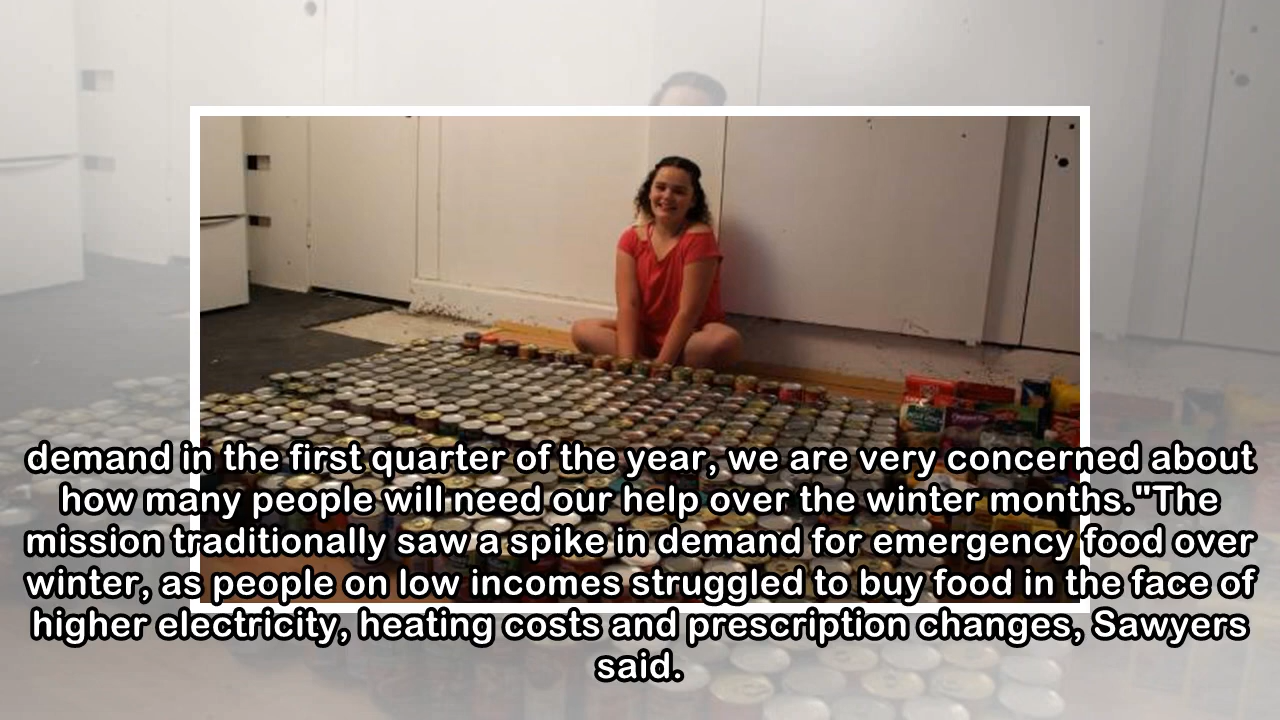 demand in the first quarter of the year, we are very concerned about
how many people will need our help over the winter months."The
mission traditionally saw a spike in demand for emergency food over
winter, as people on low incomes struggled to buy food in the face of
higher electricity, heating costs and prescription changes, Sawyers
said.